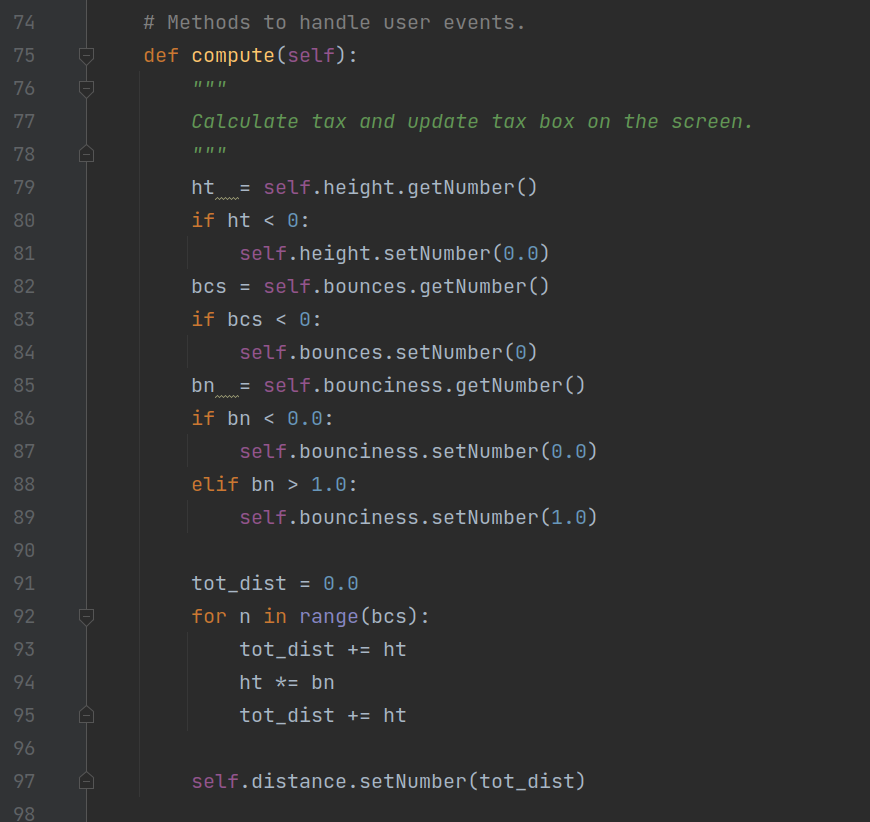 74 # Methods to handle user events.
75 def compute(self):
76 """
77 Calculate tax and update tax box on the screen.
78 """
79 ht  = self.height.getNumber()
80 if ht < 0:
81 self.height.setNumber(0.0)
82 bcs = self.bounces.getNumber()
83 if bcs < 0:
84 self.bounces.setNumber(0)
85 bn  = self.bounciness.getNumber()
86 if bn < 0.0:
87 self.bounciness.setNumber(0.0)
88 elif bn > 1.0:
89 self.bounciness.setNumber(1.0)
90
91 tot_dist = 0.0
92 for n in range(bcs):
93 tot_dist += ht
94 ht *= bn
95 tot_dist += ht
96
97 self.distance.setNumber(tot_dist)
98